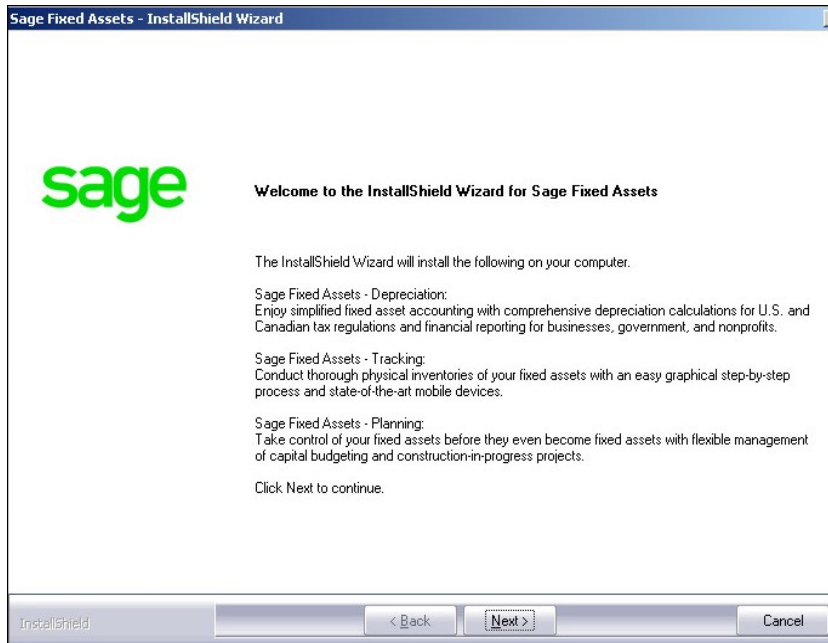 Sage Fixed Assets - InstallShield Wizard
sage
Welcome to the InstallShield Wizard for Sage Fixed Assets
The InstallShield Wizard will install the following on your computer.
Sage Fixed Assets - Depreciation:
Enjoy simplified fixed asset accounting with comprehensive depreciation calculations for U.S. and
Canadian tax regulations and financial reporting for businesses, government, and nonprofits.
Sage Fixed Assets - Tracking:
Conduct thorough physical inventories of your fixed assets with an easy graphical step-by-step
process and state-of-the-art mobile devices.
Sage Fixed Assets - Planning:
Take control of your fixed assets before they even become fixed assets with flexible management
of capital budgeting and construction-in-progress projects.
Click Next to continue.
InstallShield
< Back
Next >
Cancel